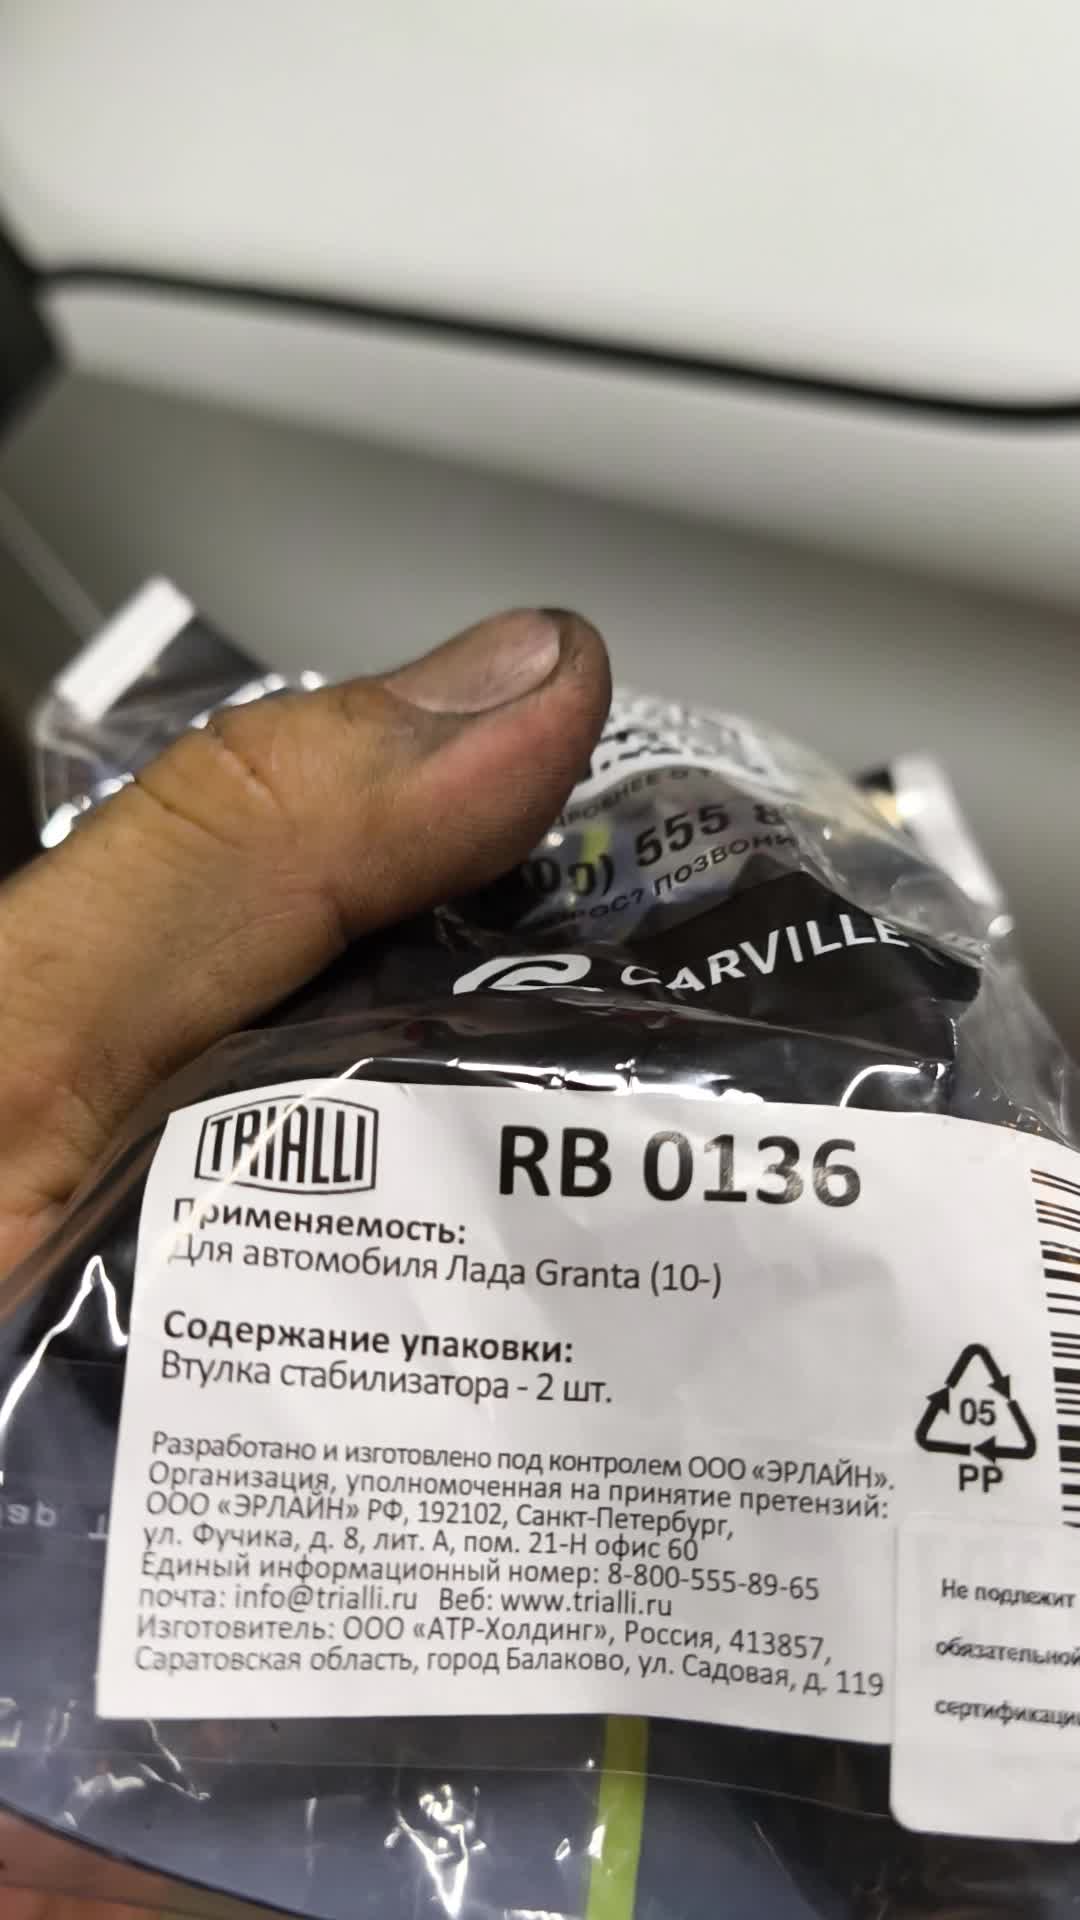 555
ПОЗВОНИ
CARVILLE
TRIALLI
RB 0136
Применяемость:
Для автомобиля Лада Granta (10-)
Содержание упаковки:
Втулка стабилизатора - 2 шт.
05
PP
Разработано и изготовлено под контролем ООО «ЭРЛАЙН».
Организация, уполномоченная на принятие претензий:
ООО «ЭРЛАЙН» РФ, 192102, Санкт-Петербург,
ул. Фучика, д. 8, лит. А, пом. 21-Н офис 60
Единый информационный номер: 8-800-555-89-65
почта: info@trialli.ru Веб: www.trialli.ru
Изготовитель: ООО «АТР-Холдинг», Россия, 413857,
Саратовская область, город Балаково, ул. Садовая, д. 119
Не подлежит
обязательной
сертификации